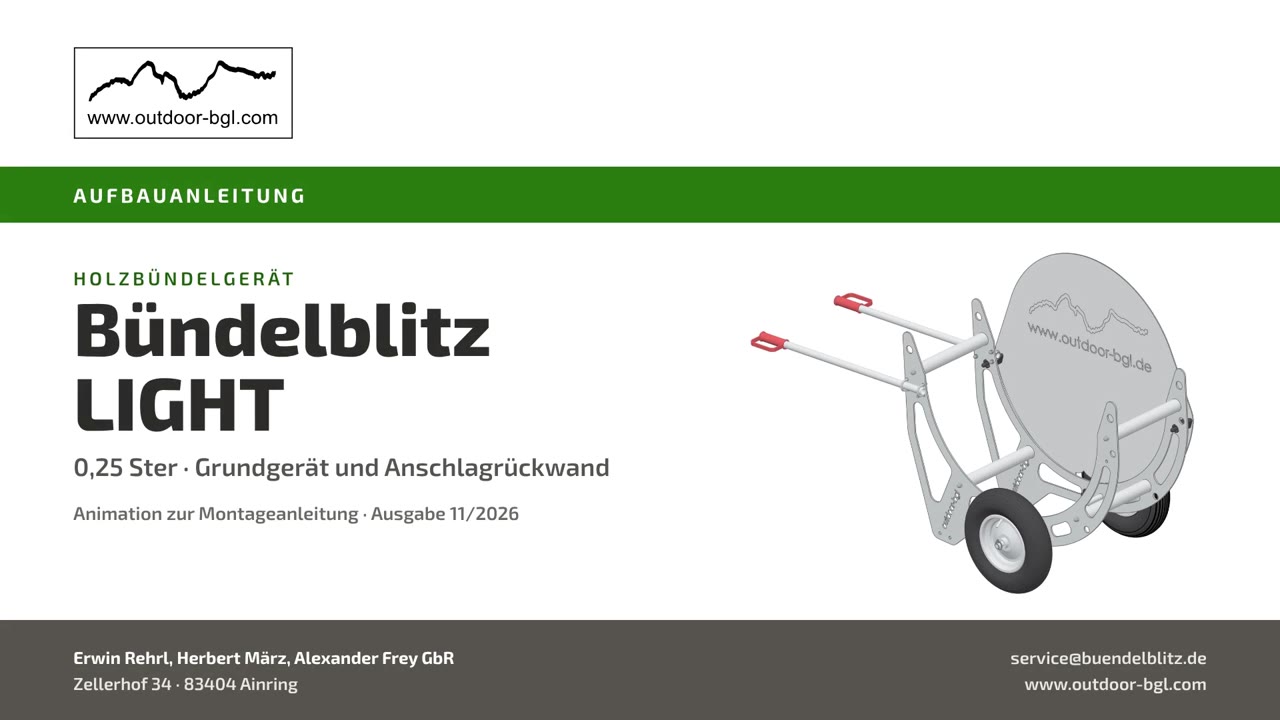 www.outdoor-bgl.com
AUFBAUANLEITUNG
HOLZBÜNDELGERÄT
Bündelblitz
LIGHT
0,25 Ster · Grundgerät und Anschlagrückwand
Animation zur Montageanleitung · Ausgabe 11/2026
www.outdoor-bgl.de
Erwin Rehrl, Herbert März, Alexander Frey GbR
Zellerhof 34 · 83404 Ainring
service@buendelblitz.de
www.outdoor-bgl.com